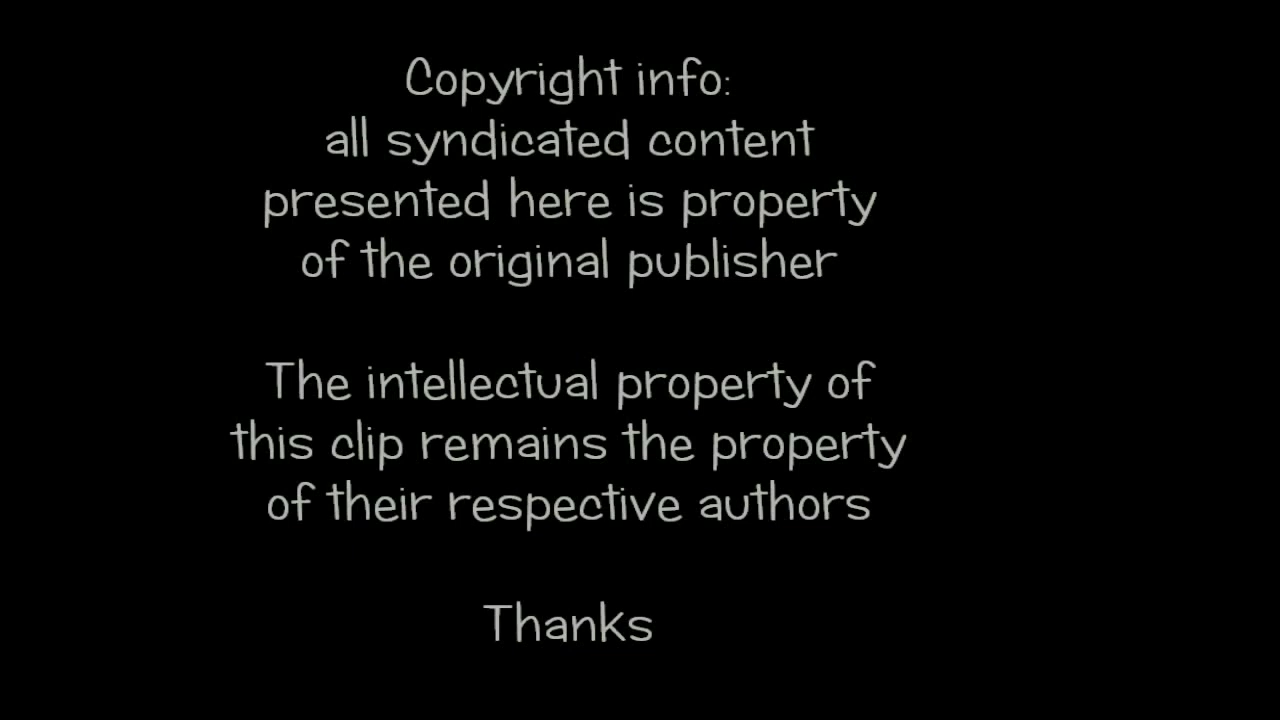 Copyright info:
all syndicated content
presented here is property
of the original publisher
The intellectual property of
this clip remains the property
of their respective authors
Thanks